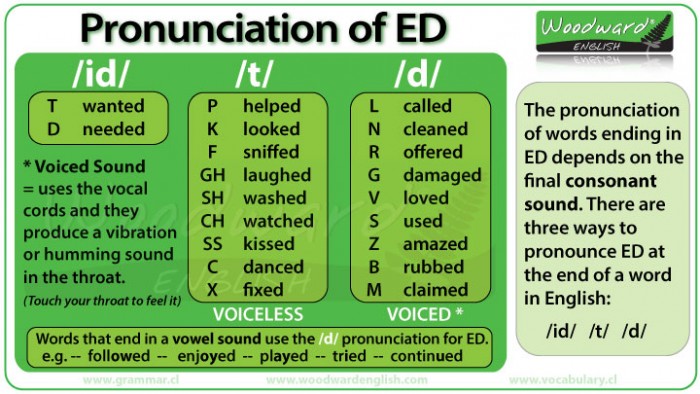 Pronunciation of ED
Woodward®
ENGLISH
/id/
T wanted
D needed
* Voiced Sound
= uses the vocal
cords and they
produce a vibration
or humming sound
in the throat.
(Touch your throat to feel it)
/t/
P helped
K looked
F sniffed
GH laughed
SH washed
CH watched
SS kissed
C danced
X fixed
VOICELESS
/d/
L called
N cleaned
R offered
G damaged
V loved
S used
Z amazed
B rubbed
M claimed
VOICED *
Words that end in a vowel sound use the /d/ pronunciation for ED.
e.g. -- followed -- enjoyed -- played -- tried -- continued
The pronunciation
of words ending in
ED depends on the
final consonant
sound. There are
three ways to
pronounce ED at
the end of a word
in English:
/id/ /t/ /d/
Woodward
ENGLISH
www.grammar.cl www.woodwardenglish.com www.vocabulary.cl